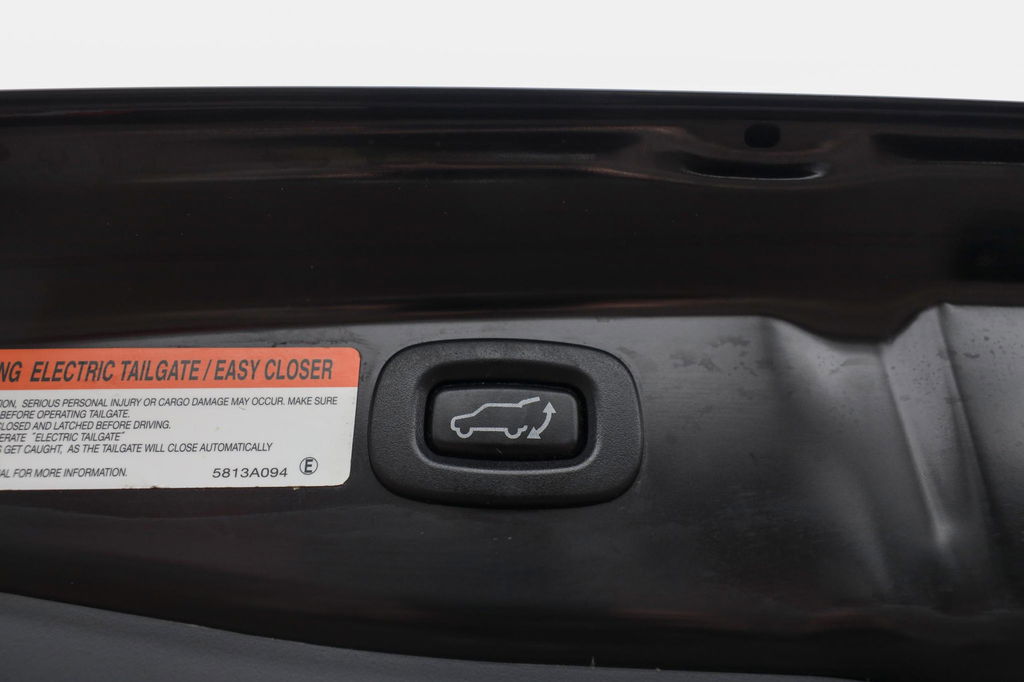 NG ELECTRIC TAILGATE / EASY CLOSER
ION, SERIOUS PERSONAL INJURY OR CARGO DAMAGE MAY OCCUR. MAKE SURE
BEFORE OPERATING TAILGATE.
CLOSED AND LATCHED BEFORE DRIVING.
ERATE "ELECTRIC TAILGATE"
S GET CAUGHT, AS THE TAILGATE WILL CLOSE AUTOMATICALLY
AL FOR MORE INFORMATION.
5813A094 E